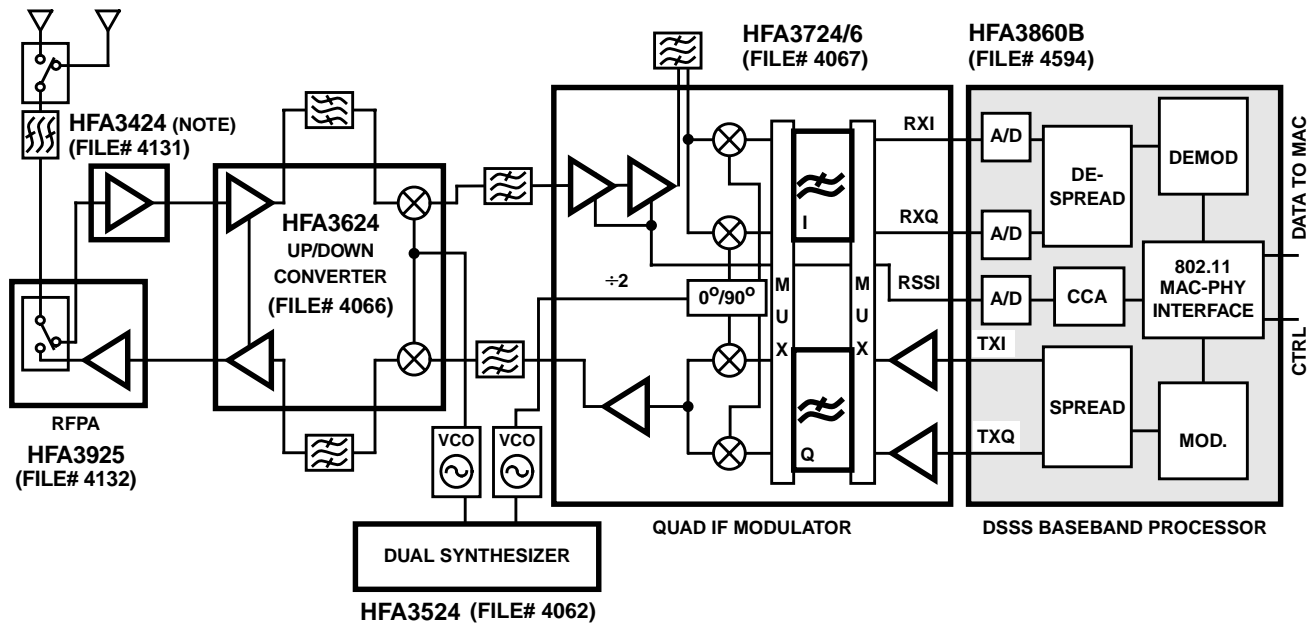 HFA3424 (NOTE)
(FILE# 4131)
HFA3624
UP/DOWN
CONVERTER
(FILE# 4066)
RFPA
HFA3925
(FILE# 4132)
VCO
VCO
DUAL SYNTHESIZER
HFA3524 (FILE# 4062)
HFA3724/6
(FILE# 4067)
I
÷2
0O/90O
M
U
X
M
U
X
Q
RXI
RXQ
RSSI
TXI
TXQ
QUAD IF MODULATOR
HFA3860B
(FILE# 4594)
A/D
A/D
A/D
DE-
SPREAD
DEMOD
CCA
802.11
MAC-PHY
INTERFACE
SPREAD
MOD.
DATA TO MAC
CTRL
DSSS BASEBAND PROCESSOR